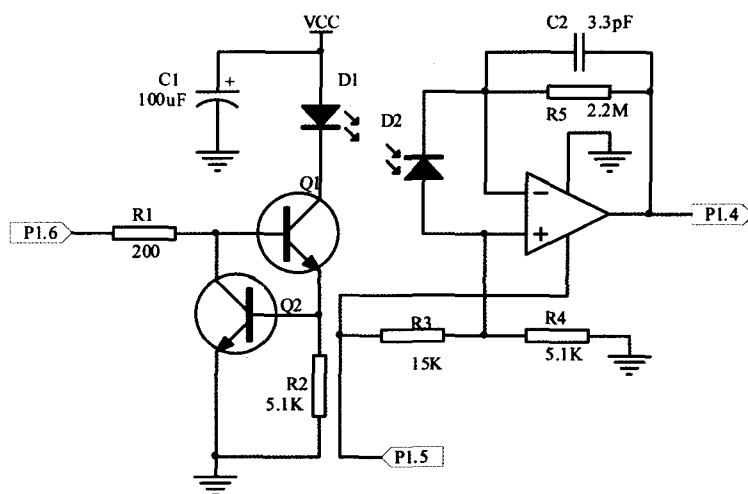 VCC
C2 3.3pF
C1
100uF
+
D1
R5
2.2M
D2
Q1
R1
P1.6
200
−
+
P1.4
Q2
R3
R4
15K
5.1K
R2
5.1K
P1.5